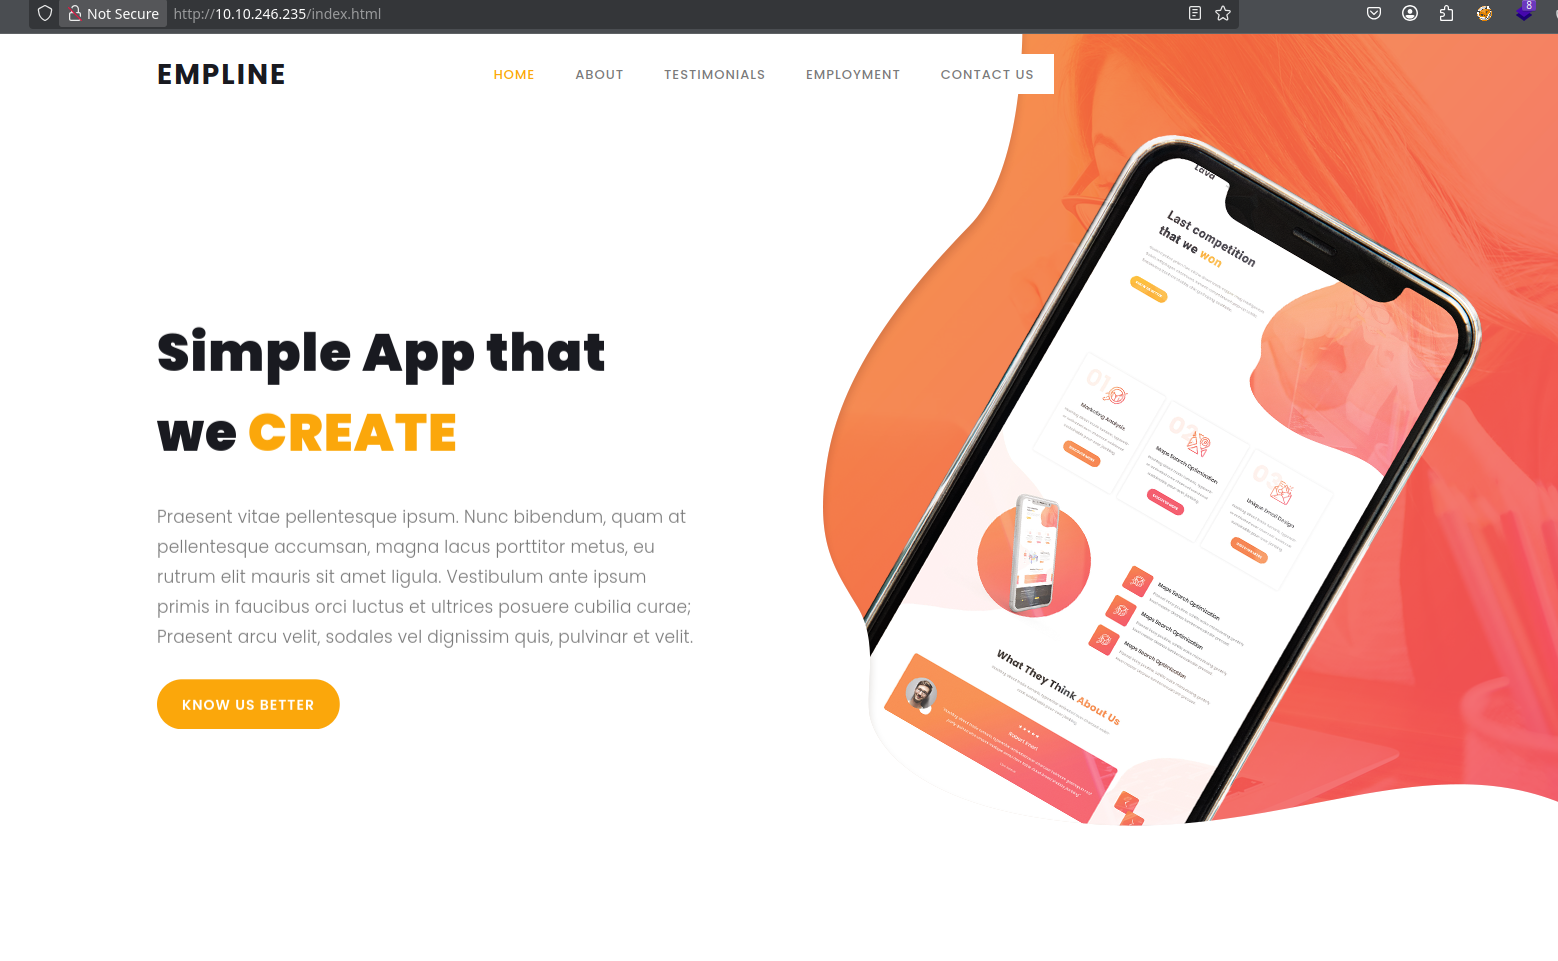 8
Not Secure http://10.10.246.235/index.html
EMPLINE
HOME ABOUT TESTIMONIALS EMPLOYMENT CONTACT US
Simple App that
we CREATE
Praesent vitae pellentesque ipsum. Nunc bibendum, quam at
pellentesque accumsan, magna lacus porttitor metus, eu
rutrum elit mauris sit amet ligula. Vestibulum ante ipsum
primis in faucibus orci luctus et ultrices posuere cubilia curae;
Praesent arcu velit, sodales vel dignissim quis, pulvinar et velit.
KNOW US BETTER
Lava
Last competition
that we won
01
Marketing Analysis
02
Maps Search Optimization
03
Unique Email Design
Maps Search Optimization
Maps Search Optimization
Maps Search Optimization
What They Think About Us